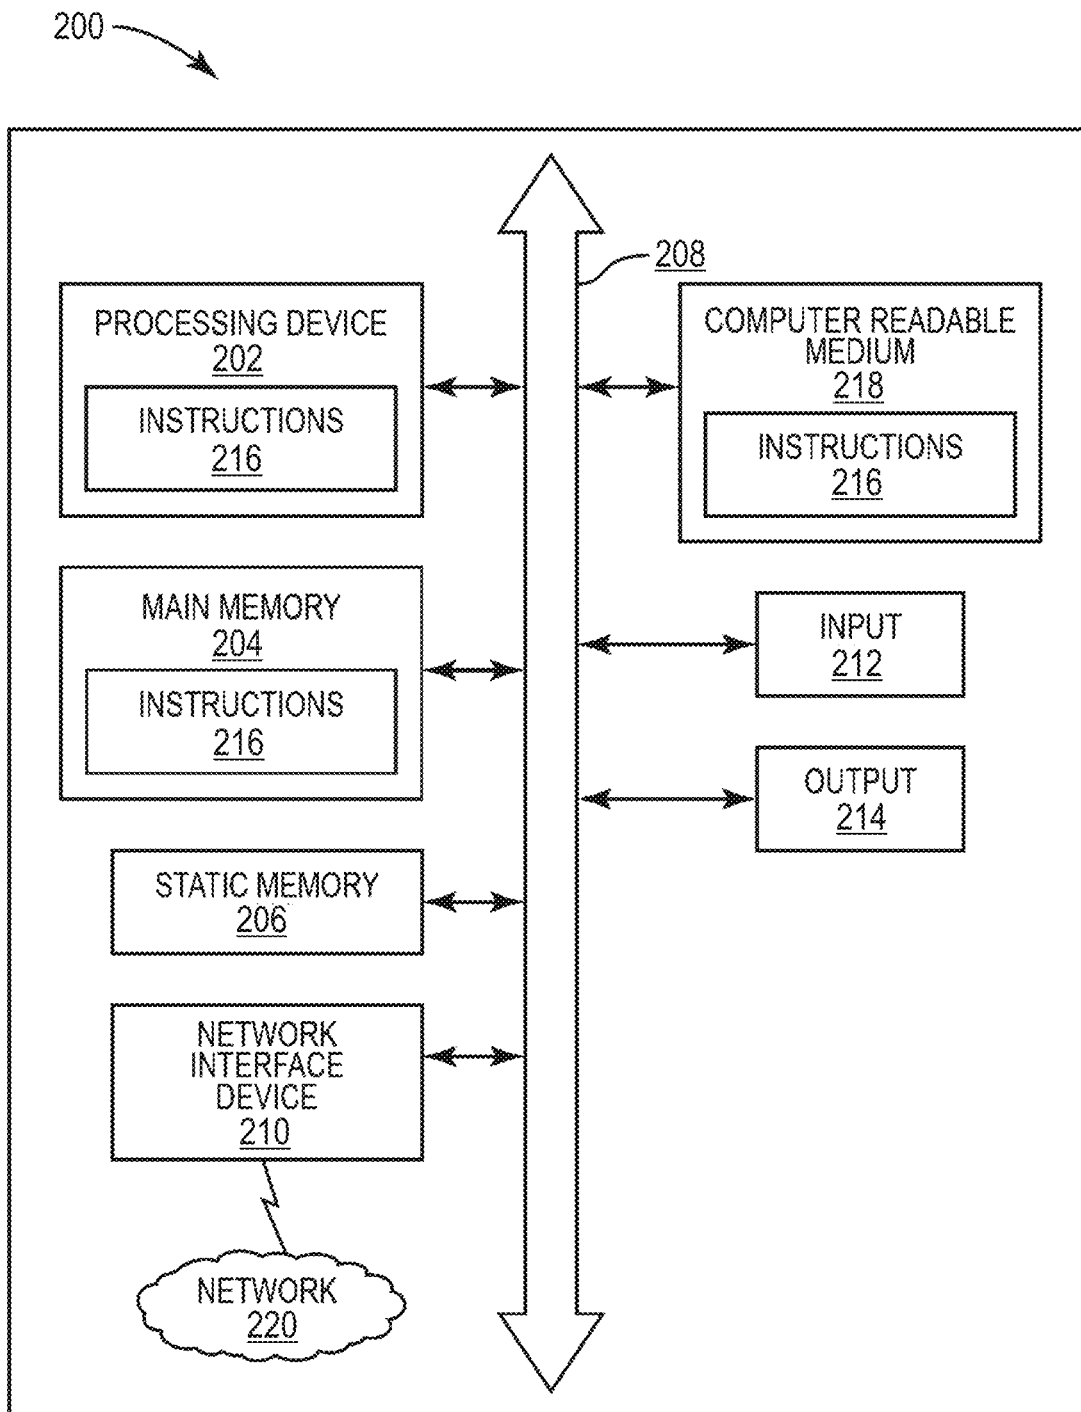 200
208
PROCESSING DEVICE
202
INSTRUCTIONS
216
COMPUTER READABLE
MEDIUM
218
INSTRUCTIONS
216
MAIN MEMORY
204
INSTRUCTIONS
216
INPUT
212
OUTPUT
214
STATIC MEMORY
206
NETWORK
INTERFACE
DEVICE
210
NETWORK
220